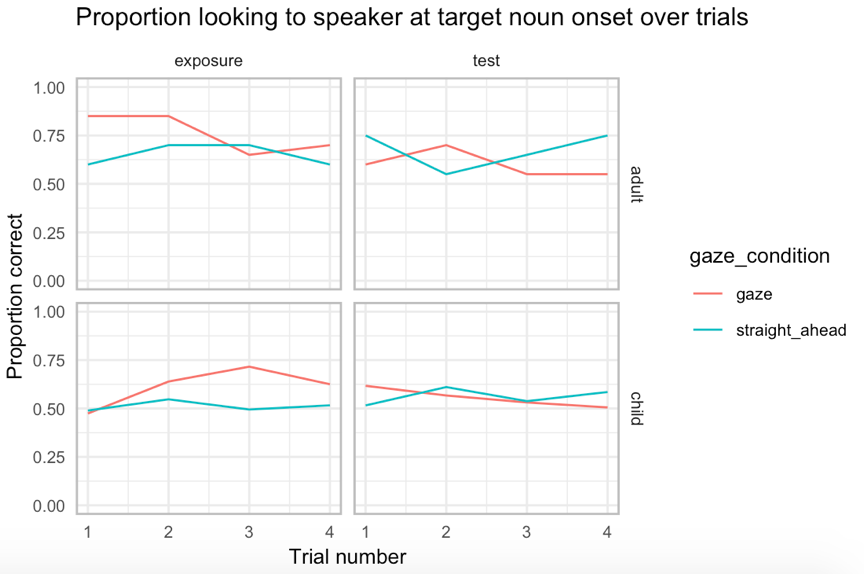 Proportion looking to speaker at target noun onset over trials
exposure
test
1.00
0.75
0.50
0.25
0.00
adult
1.00
0.75
0.50
0.25
0.00
child
Proportion correct
1 2 3 4
1 2 3 4
Trial number
gaze_condition
gaze
straight_ahead